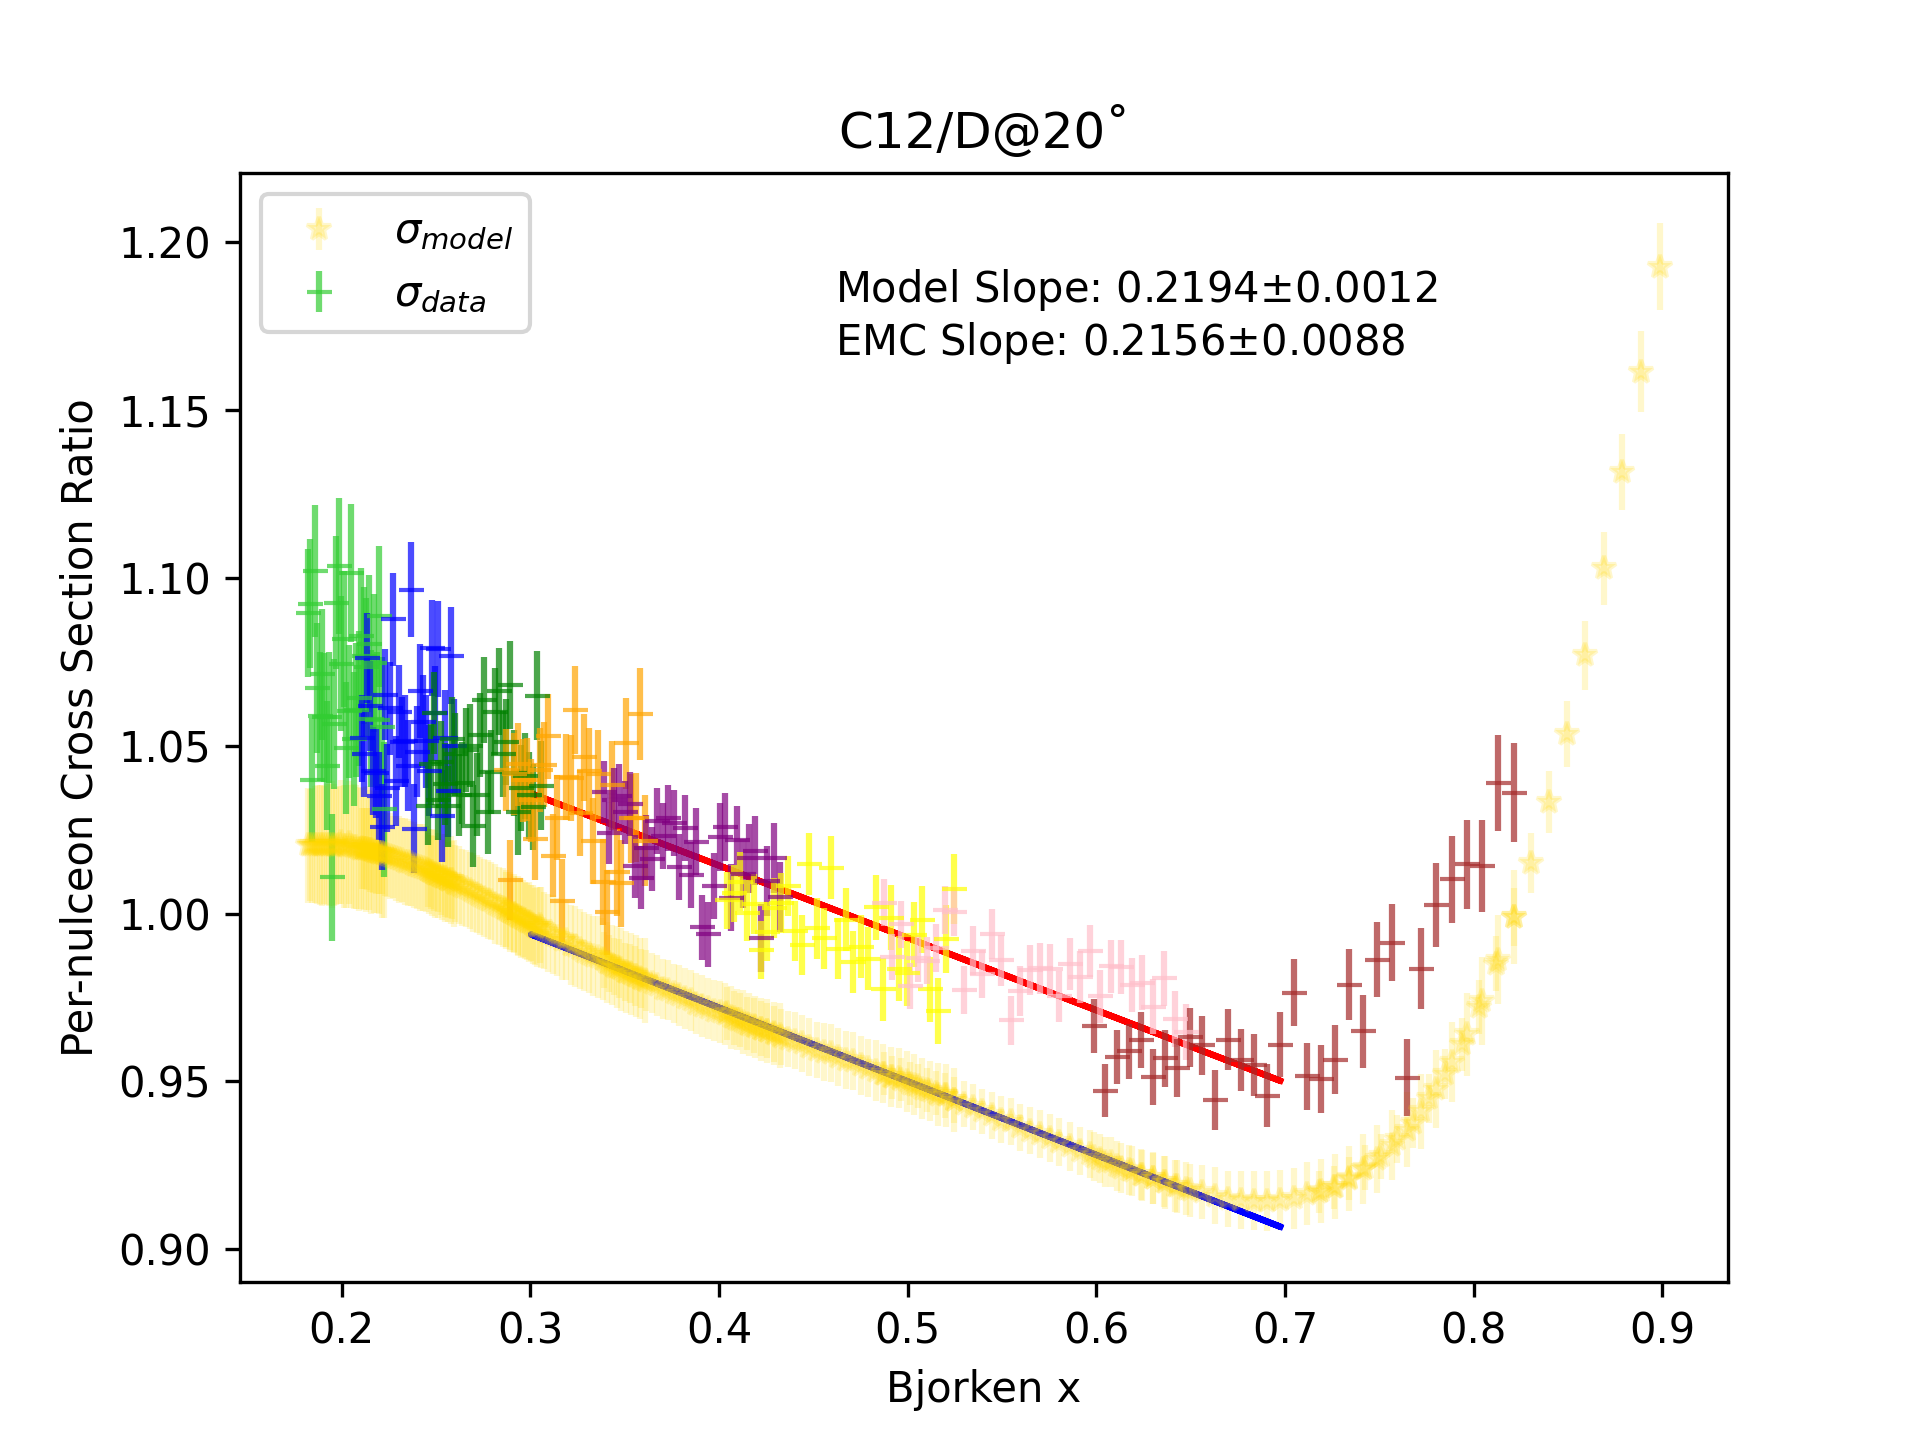 C12/D@20˚
σmodel
σdata
Model Slope: 0.2194±0.0012
EMC Slope: 0.2156±0.0088
Per-nulceon Cross Section Ratio
1.20
1.15
1.10
1.05
1.00
0.95
0.90
0.2 0.3 0.4 0.5 0.6 0.7 0.8 0.9
Bjorken x